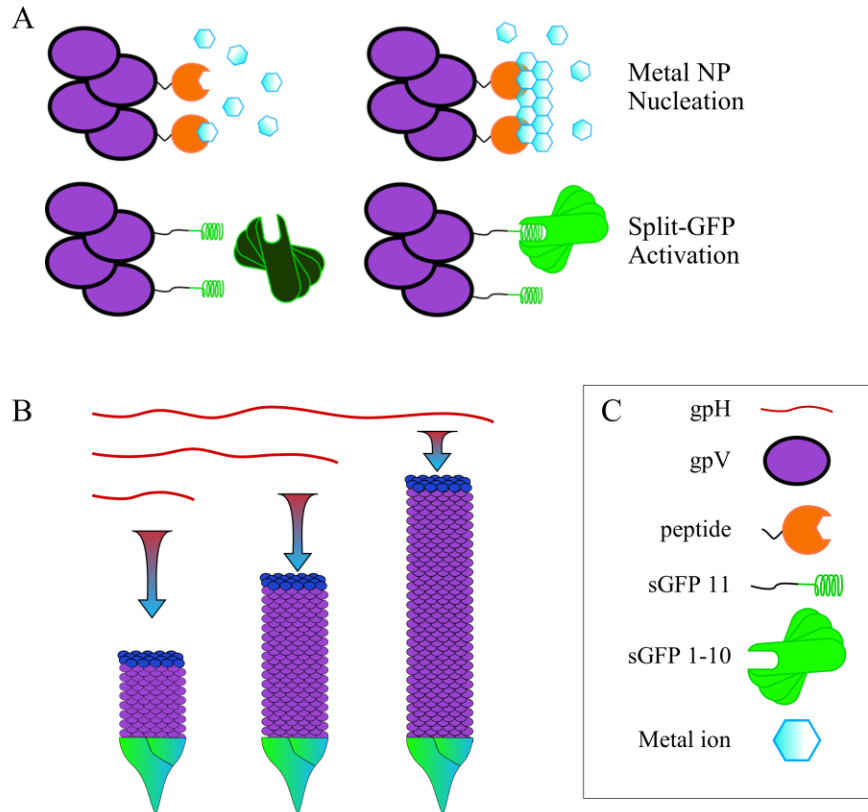 A
Metal NP
Nucleation
Split-GFP
Activation
B
C
gpH
gpV
peptide
sGFP 11
sGFP 1-10
Metal ion